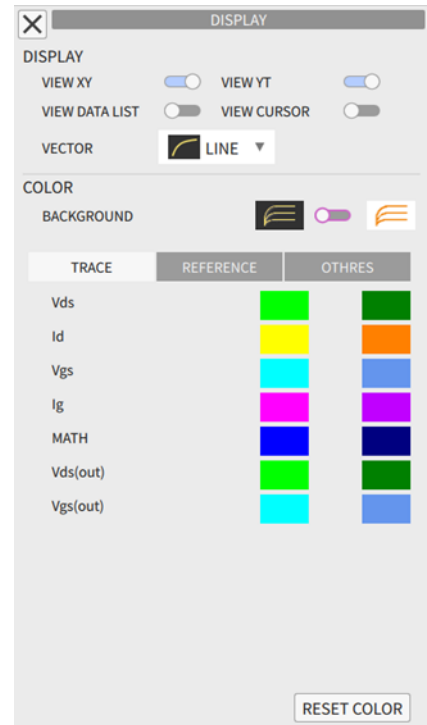 DISPLAY
DISPLAY
VIEW XY VIEW YT
VIEW DATA LIST VIEW CURSOR
VECTOR LINE
COLOR
BACKGROUND
TRACE REFERENCE OTHRES
Vds
Id
Vgs
Ig
MATH
Vds(out)
Vgs(out)
RESET COLOR